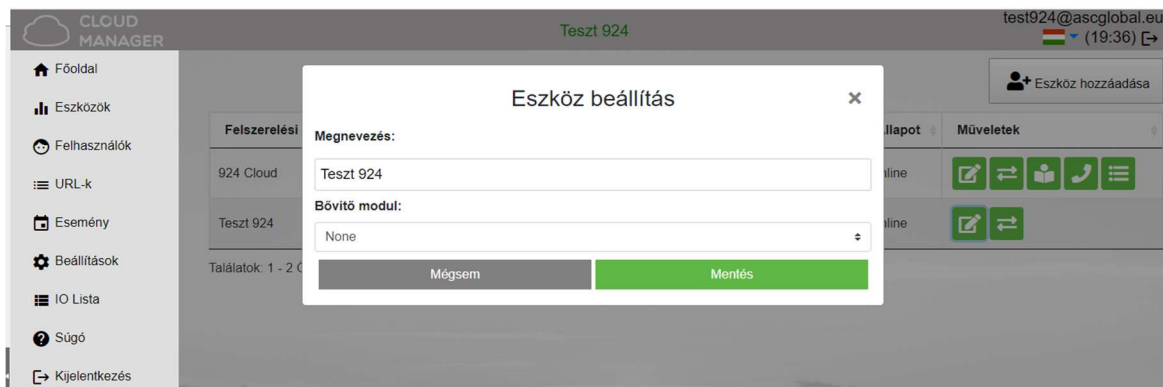 CLOUD
MANAGER
Teszt 924
test924@ascglobal.eu
(19:36)
Főoldal
Eszközök
Felhasználók
URL-k
Esemény
Beállítások
IO Lista
Súgó
Kijelentkezés
Eszköz hozzáadása
Felszerelési
llapot
Műveletek
924 Cloud
nline
Teszt 924
nline
Találatok: 1 - 2
Eszköz beállítás
×
Megnevezés:
Teszt 924
Bővítő modul:
None
Mégsem
Mentés